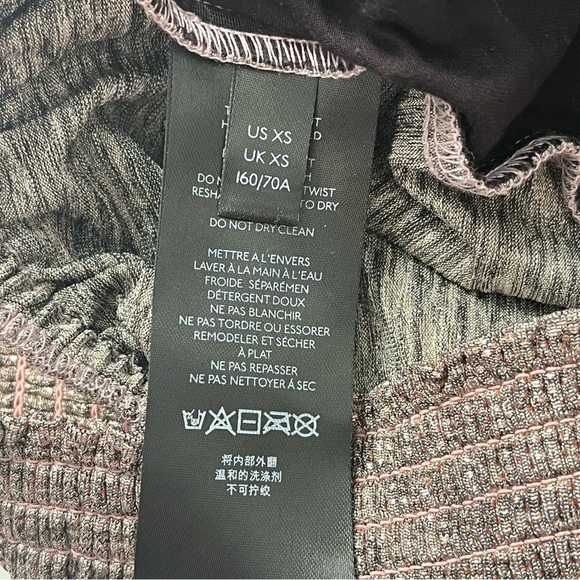 US XS
UK XS
160/70A
DO NOT TWIST
RESHA TO DRY
DO NOT DRY CLEAN
METTRE A L'ENVERS
LAVER À LA MAIN À L'EAU
FROIDE SÉPARÉMEN
DÉTERGENT DOUX
NE PAS BLANCHIR
NE PAS TORDRE OU ESSORER
REMODELER ET SÉCHER
À PLAT
NE PAS REPASSER
NE PAS NETTOYER Á SEC
将内部外翻
温和的洗涤剂
不可拧绞